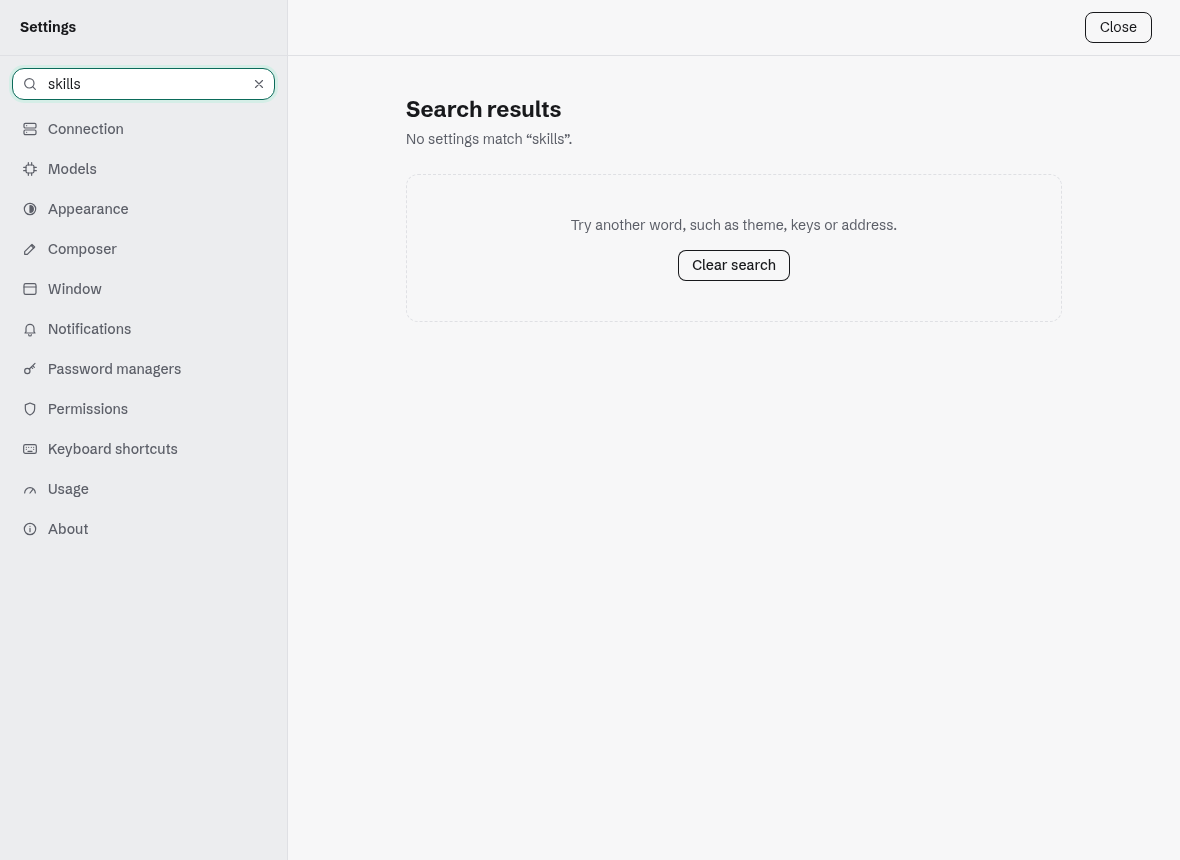 Settings
Close
skills
Connection
Models
Appearance
Composer
Window
Notifications
Password managers
Permissions
Keyboard shortcuts
Usage
About
Search results
No settings match “skills”.
Try another word, such as theme, keys or address.
Clear search